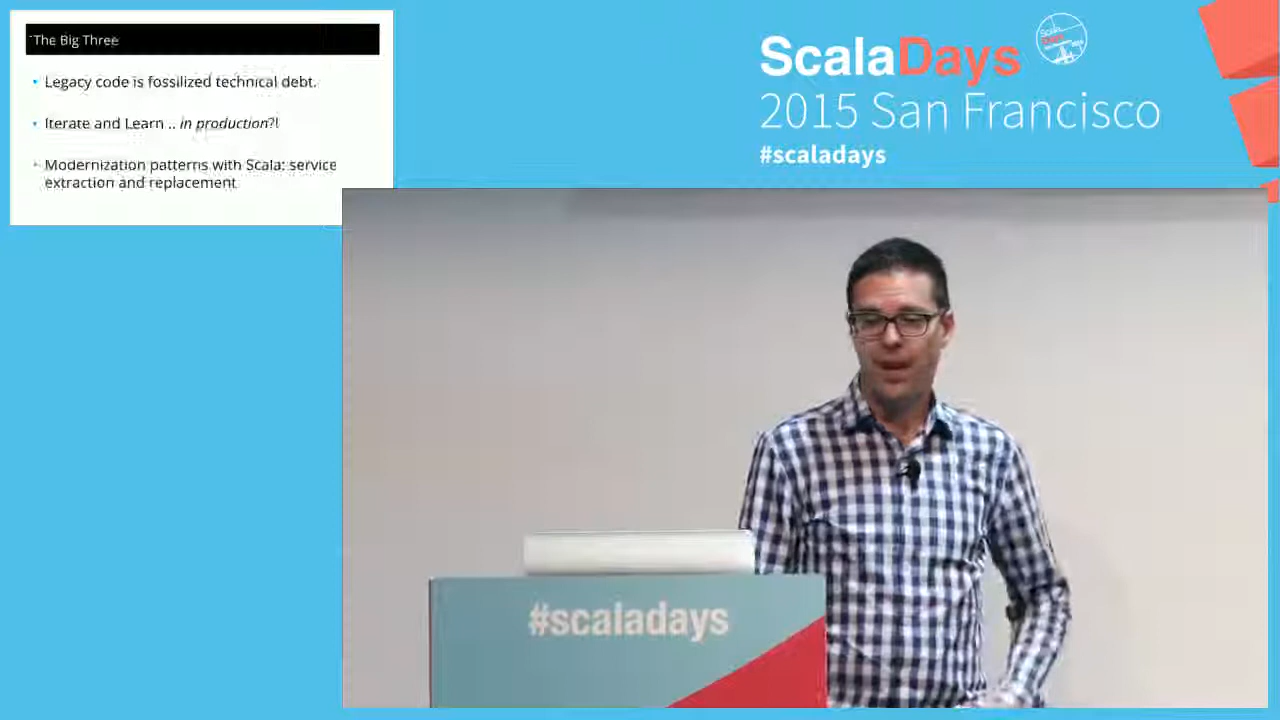 The Big Three
• Legacy code is fossilized technical debt.
• Iterate and Learn .. in production?!
• Modernization patterns with Scala: service
extraction and replacement
ScalaDays
2015 San Francisco
#scaladays
#scaladays